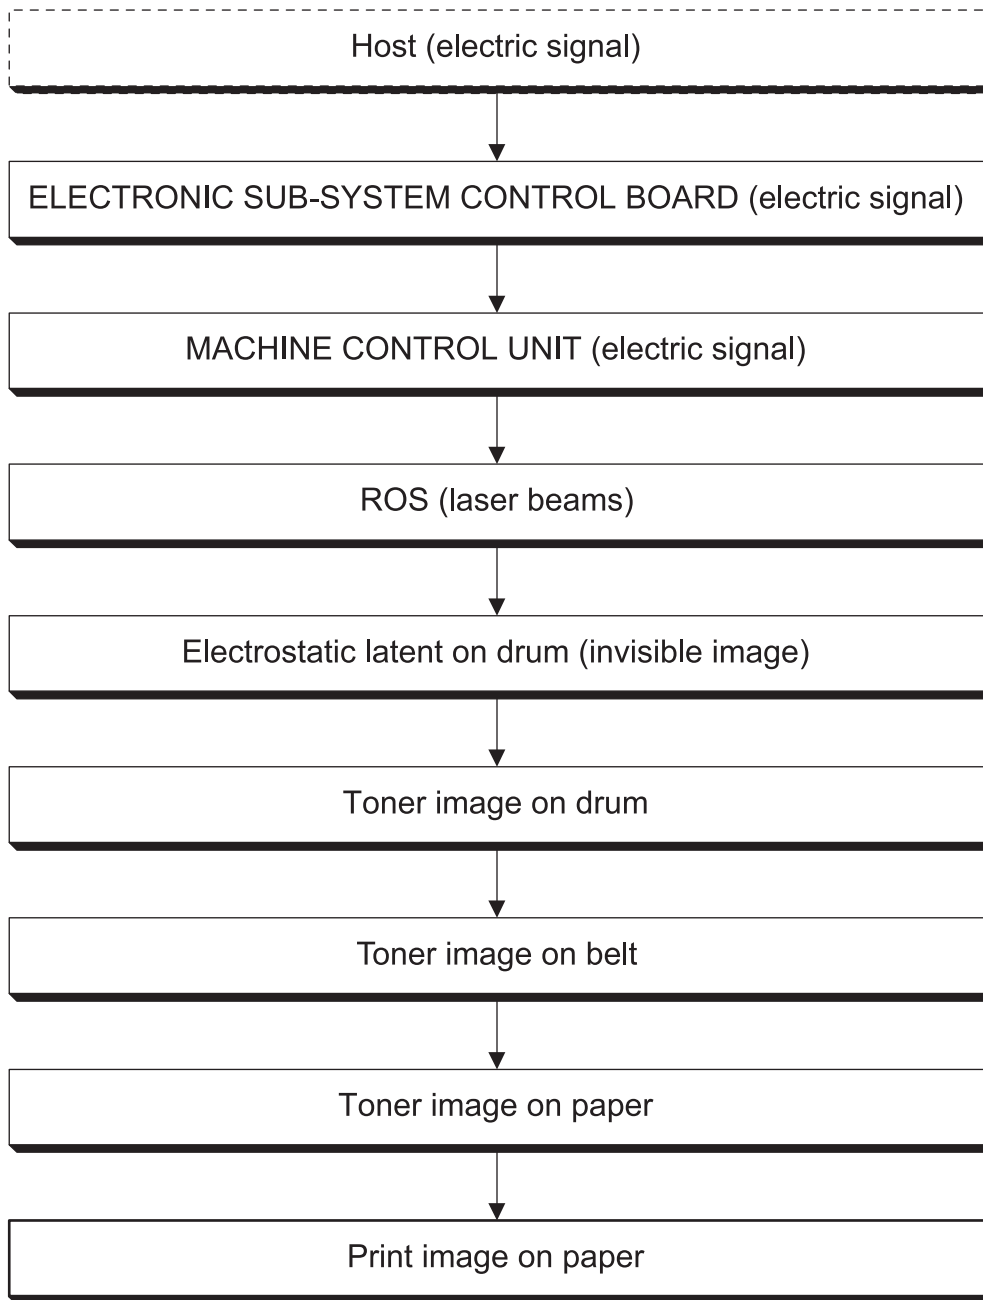 Host (electric signal)
ELECTRONIC SUB-SYSTEM CONTROL BOARD (electric signal)
MACHINE CONTROL UNIT (electric signal)
ROS (laser beams)
Electrostatic latent on drum (invisible image)
Toner image on drum
Toner image on belt
Toner image on paper
Print image on paper